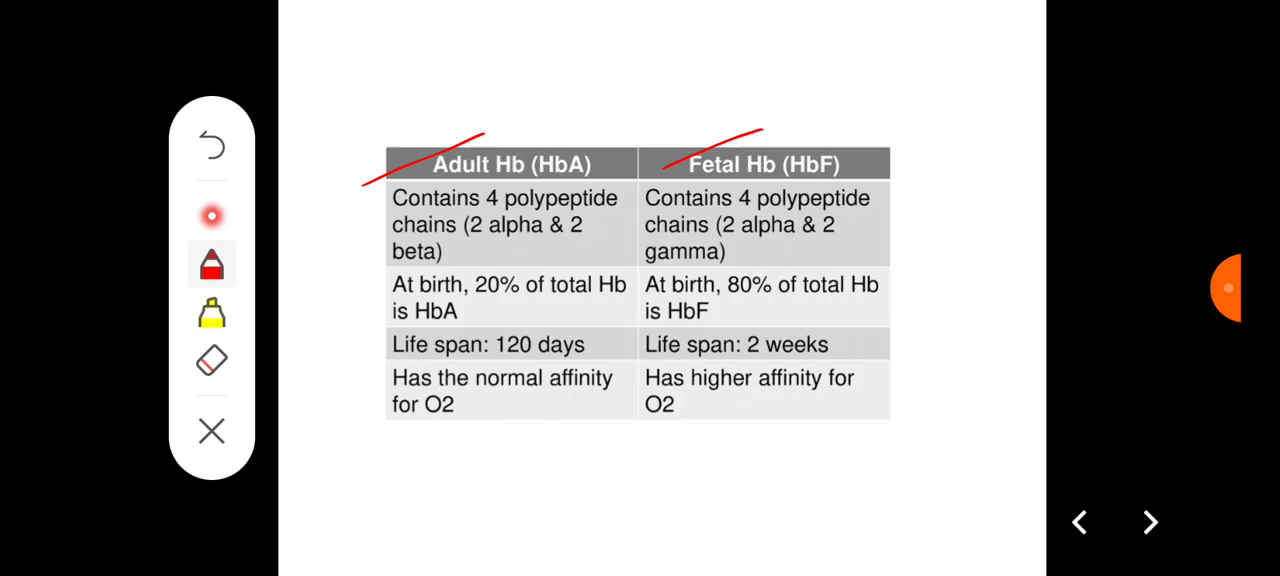 Adult Hb (HbA)
Fetal Hb (HbF)
Contains 4 polypeptide
chains (2 alpha & 2
beta)
Contains 4 polypeptide
chains (2 alpha & 2
gamma)
At birth, 20% of total Hb
is HbA
At birth, 80% of total Hb
is HbF
Life span: 120 days
Life span: 2 weeks
Has the normal affinity
for O2
Has higher affinity for
O2